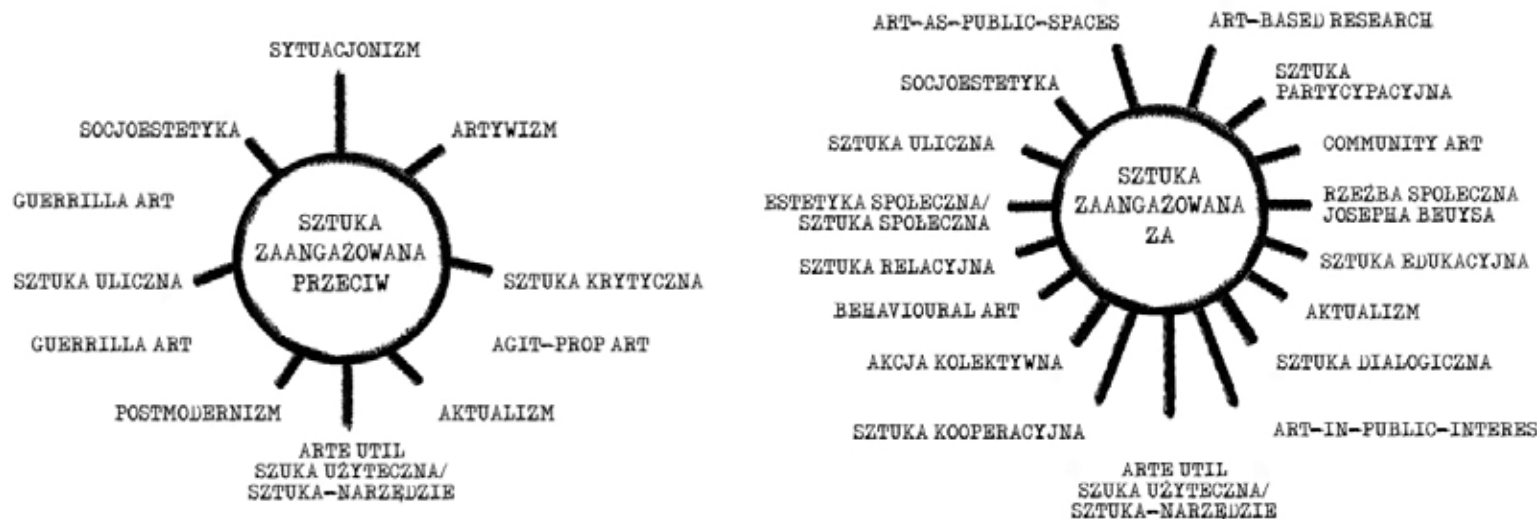 SYTUACJONIZM
SOCJOESTETYKA
ARTYWIZM
GUERRILLA ART
SZTUKA
ZAANGAŻOWANA
PRZECIW
SZTUKA ULICZNA
SZTUKA KRYTYCZNA
GUERRILLA ART
AGIT-PROP ART
POSTMODERNIZM
AKTUALIZM
ARTE UTIL
SZUKA UŻYTECZNA/
SZTUKA-NARZĘDZIE
ART-AS-PUBLIC-SPACES
ART-BASED RESEARCH
SOCJOESTETYKA
SZTUKA
PARTYCYPACYJNA
SZTUKA ULICZNA
COMMUNITY ART
SZTUKA
ZAANGAŻOWANA
ZA
ESTETYKA SPOŁECZNA/
SZTUKA SPOŁECZNA
RZEŹBA SPOŁECZNA
JOSEPHA BEUYSA
SZTUKA RELACYJNA
SZTUKA EDUKACYJNA
BEHAVIOURAL ART
AKTUALIZM
AKCJA KOLEKTYWNA
SZTUKA DIALOGICZNA
SZTUKA KOOPERACYJNA
ART-IN-PUBLIC-INTERES
ARTE UTIL
SZUKA UŻYTECZNA/
SZTUKA-NARZĘDZIE